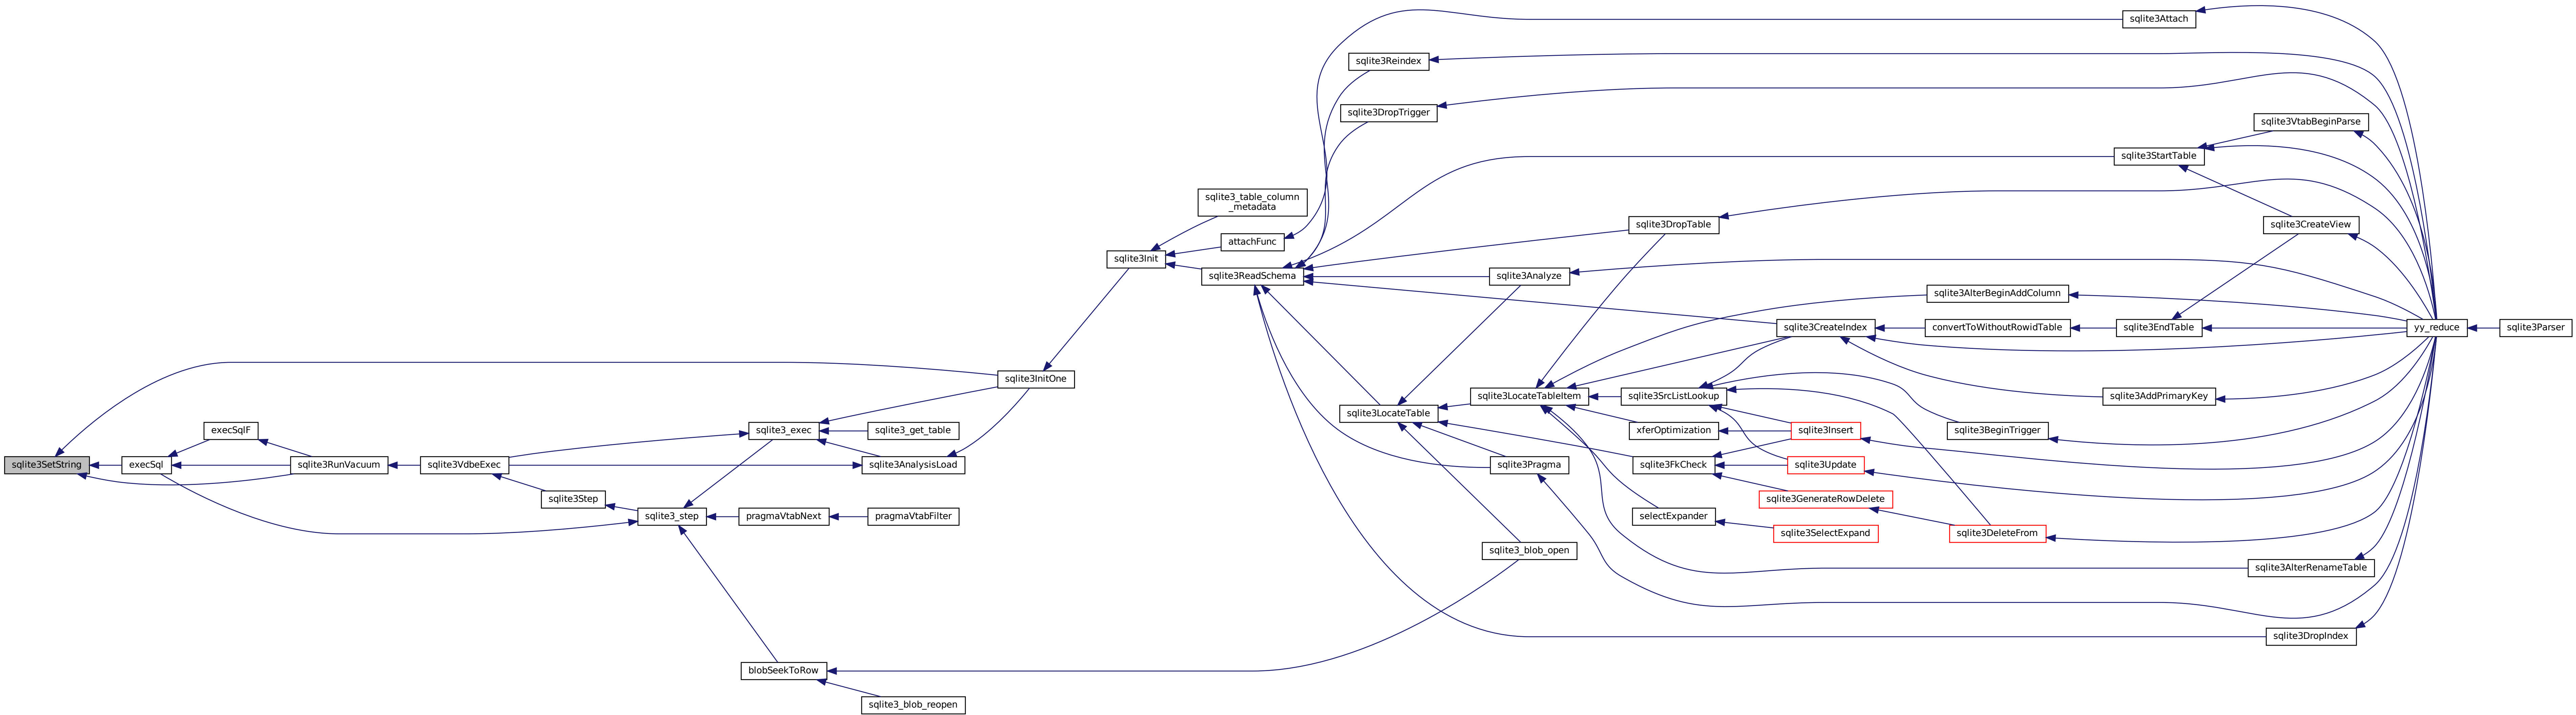 sqlite3SetString
execSql
execSqlF
sqlite3RunVacuum
sqlite3VdbeExec
sqlite3Step
sqlite3_step
sqlite3_exec
pragmaVtabNext
blobSeekToRow
sqlite3_get_table
sqlite3AnalysisLoad
pragmaVtabFilter
sqlite3_blob_reopen
sqlite3InitOne
sqlite3Init
sqlite3_table_column
_metadata
attachFunc
sqlite3ReadSchema
sqlite3Reindex
sqlite3DropTrigger
sqlite3LocateTable
sqlite3DropTable
sqlite3Analyze
sqlite3LocateTableItem
sqlite3Pragma
sqlite3_blob_open
sqlite3SrcListLookup
xferOptimization
sqlite3FkCheck
selectExpander
sqlite3CreateIndex
sqlite3Insert
sqlite3Update
sqlite3GenerateRowDelete
sqlite3SelectExpand
sqlite3AlterBeginAddColumn
convertToWithoutRowidTable
sqlite3BeginTrigger
sqlite3DeleteFrom
sqlite3Attach
sqlite3StartTable
sqlite3EndTable
sqlite3AddPrimaryKey
sqlite3VtabBeginParse
sqlite3CreateView
sqlite3AlterRenameTable
sqlite3DropIndex
yy_reduce
sqlite3Parser